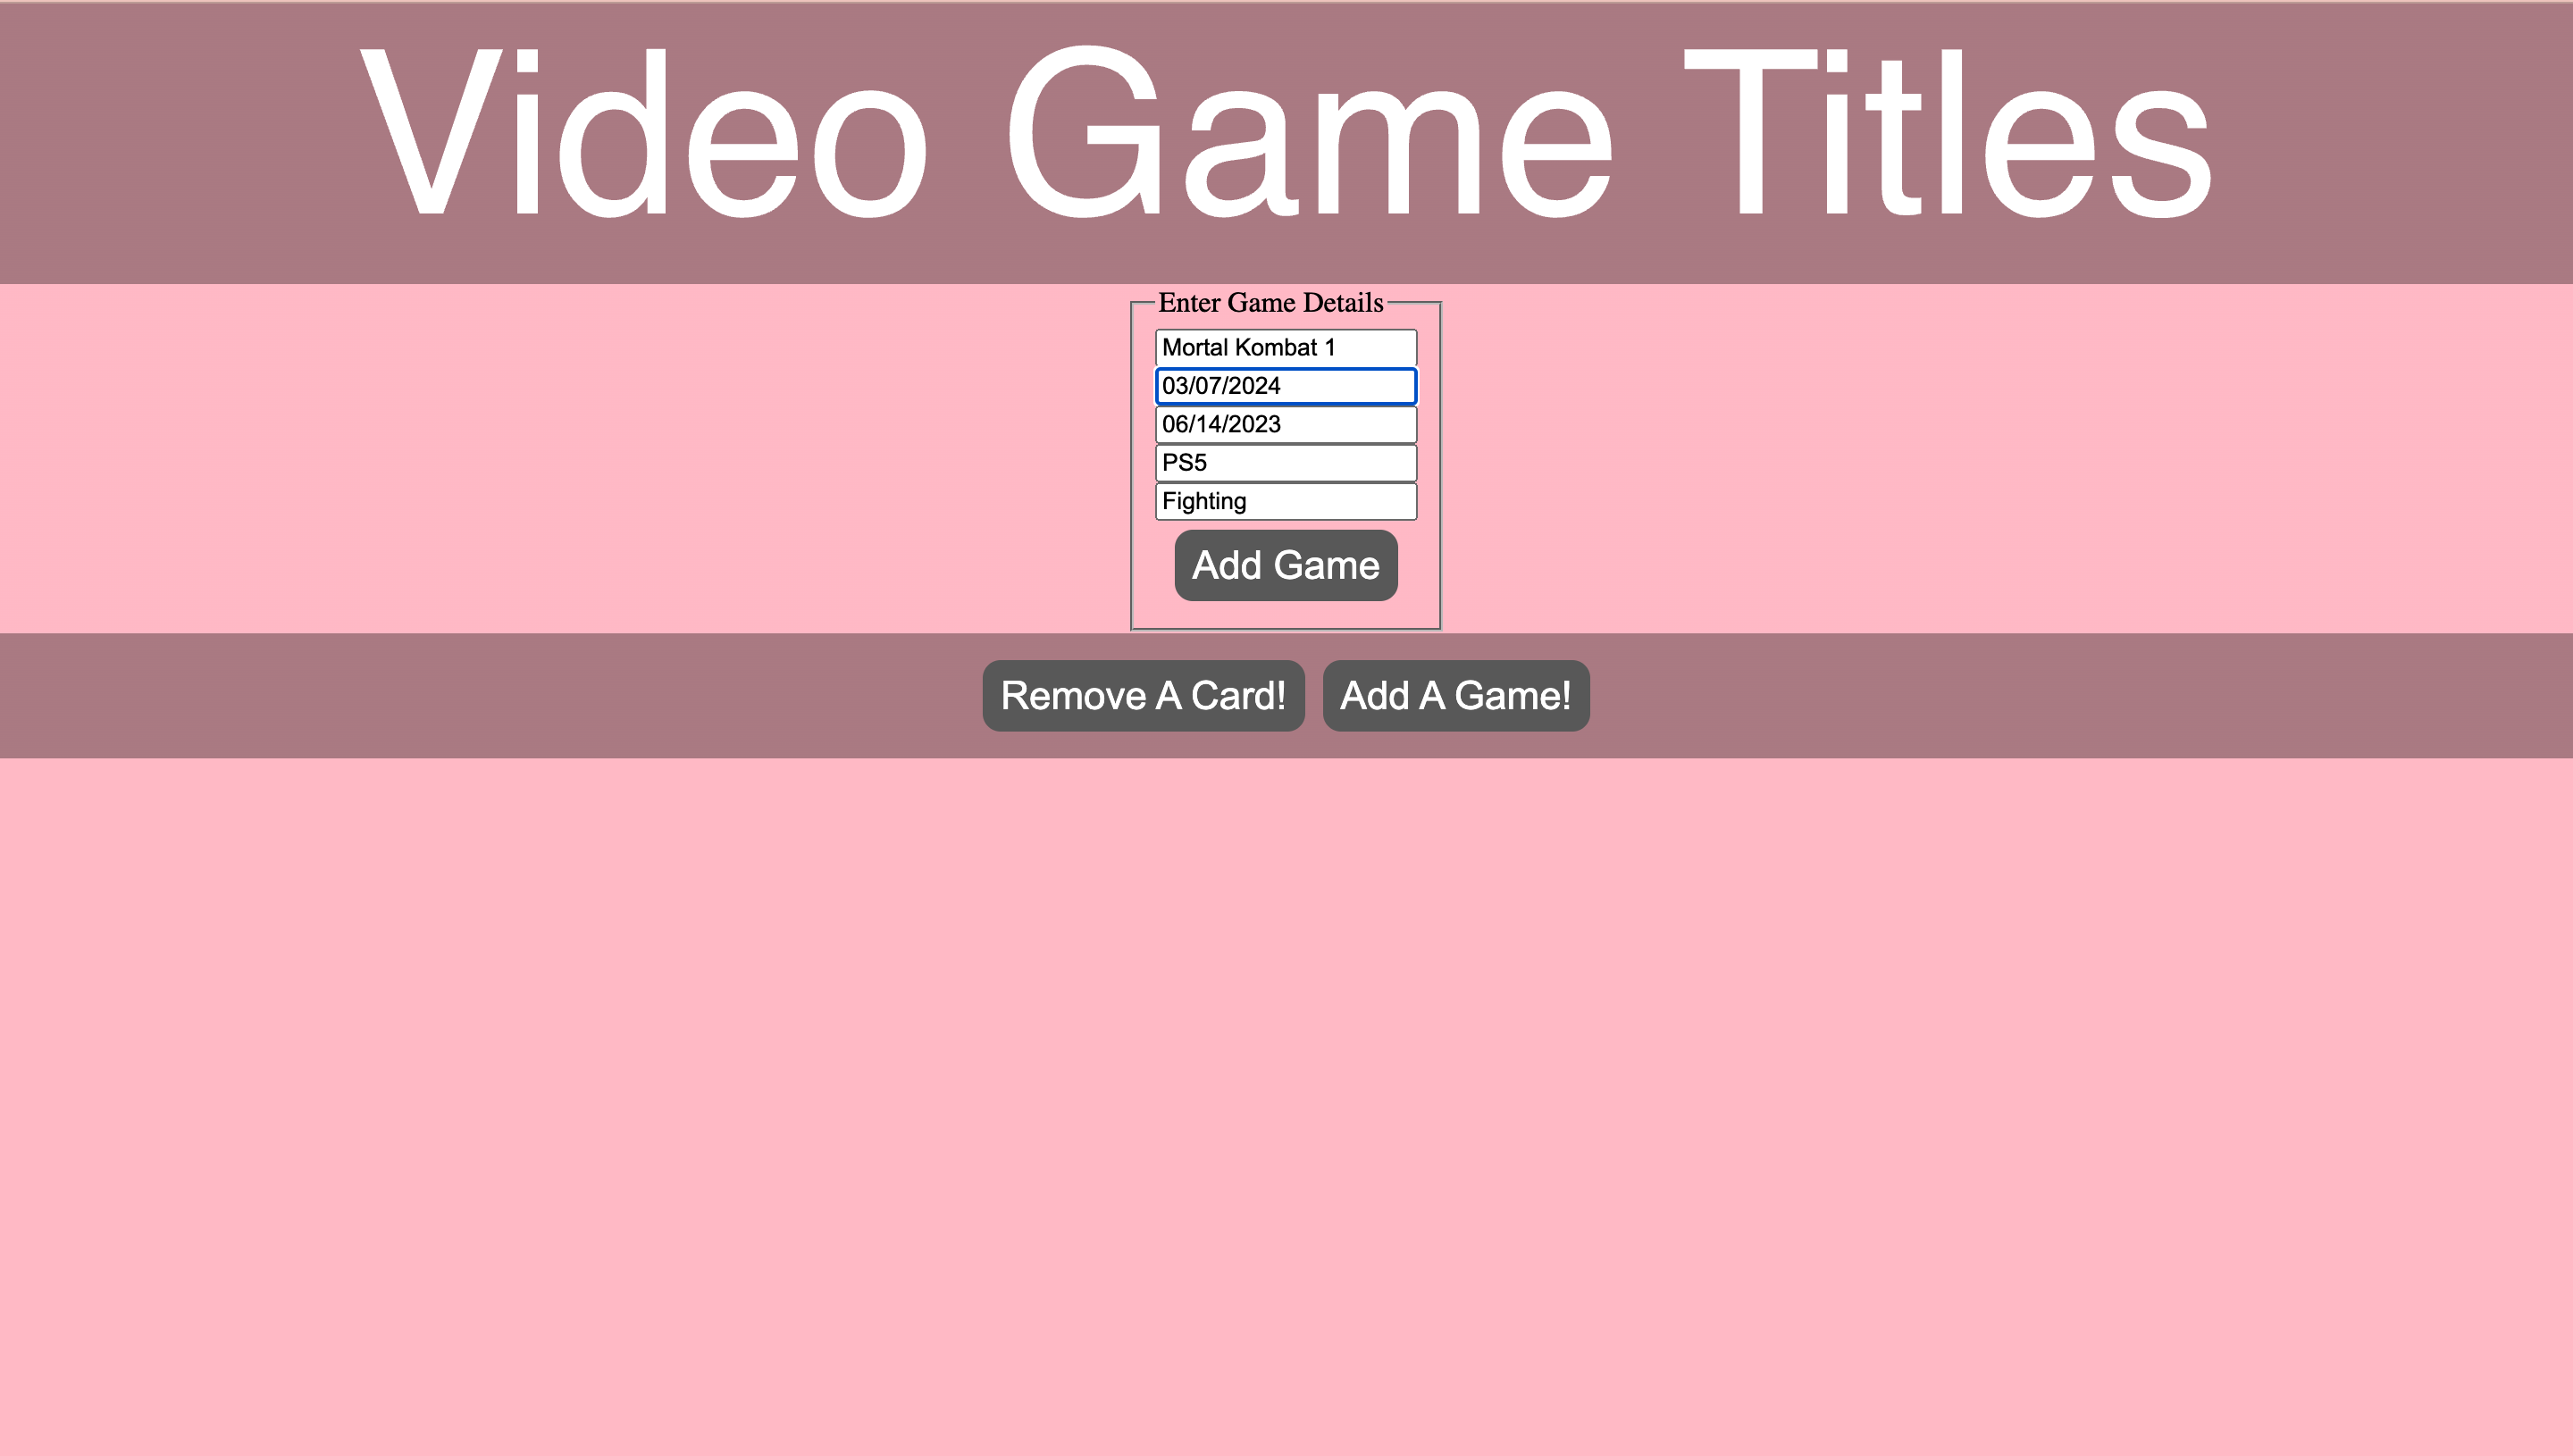 Video Game Titles
Enter Game Details
Mortal Kombat 1
03/07/2024
06/14/2023
PS5
Fighting
Add Game
Remove A Card! Add A Game!